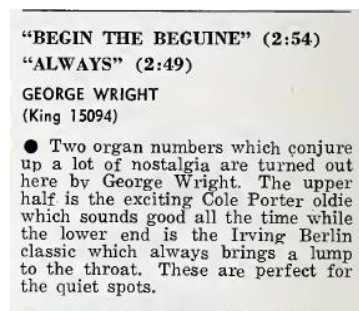 “BEGIN THE BEGUINE” (2:54)
“ALWAYS” (2:49)
GEORGE WRIGHT
(King 15094)
● Two organ numbers which conjure
up a lot of nostalgia are turned out
here by George Wright. The upper
half is the exciting Cole Porter oldie
which sounds good all the time while
the lower end is the Irving Berlin
classic which always brings a lump
to the throat. These are perfect for
the quiet spots.